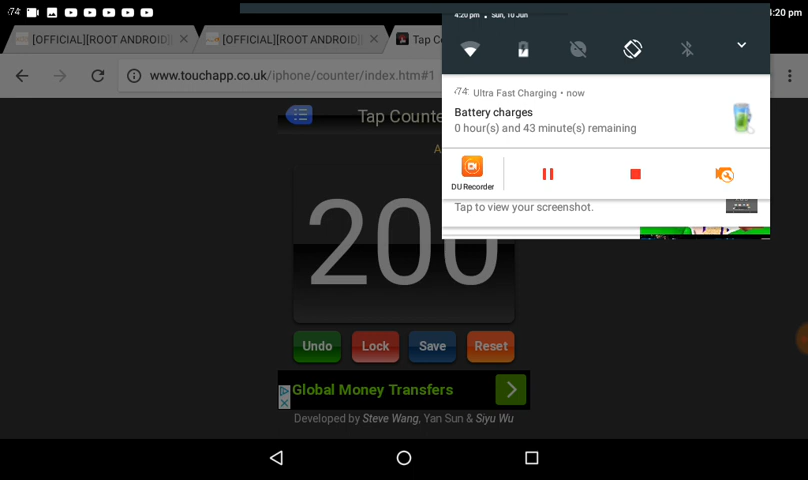 74
4:20 pm
4:20 pm • Sun, 10 Jun
[OFFICIAL][ROOT ANDROID]
[OFFICIAL][ROOT ANDROID]
Tap Co
www.touchapp.co.uk/iphone/counter/index.htm#1
Tap Counte
A
74 Ultra Fast Charging • now
Battery charges
0 hour(s) and 43 minute(s) remaining
DU Recorder
Tap to view your screenshot.
200
Undo
Lock
Save
Reset
Global Money Transfers
Developed by Steve Wang, Yan Sun & Siyu Wu